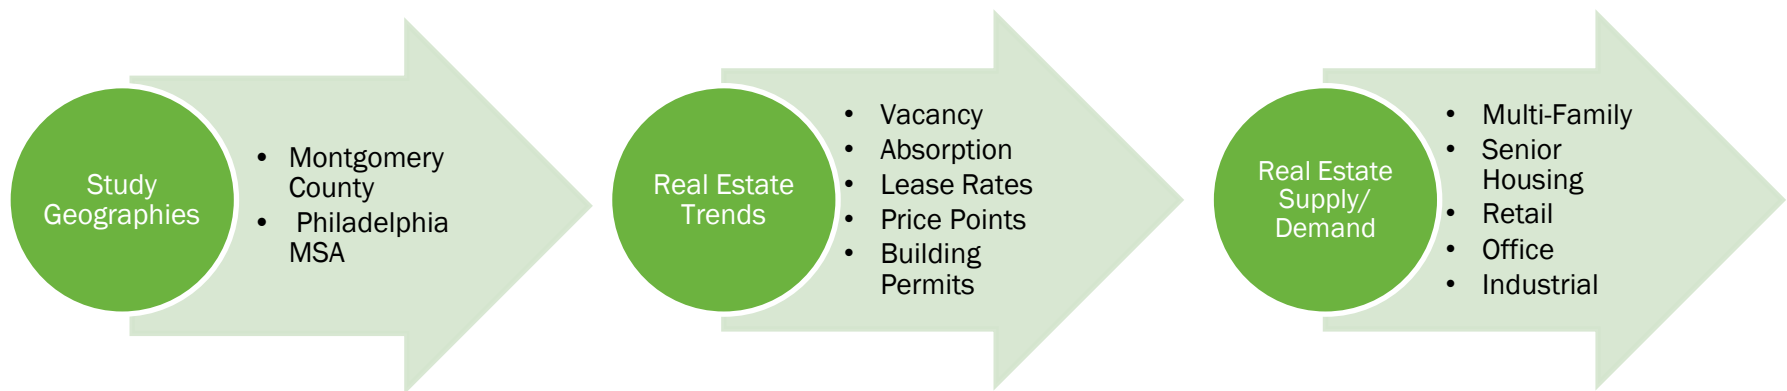 Study
Geographies
• Montgomery
County
• Philadelphia
MSA
Real Estate
Trends
• Vacancy
• Absorption
• Lease Rates
• Price Points
• Building
Permits
Real Estate
Supply/
Demand
• Multi-Family
• Senior
Housing
• Retail
• Office
• Industrial